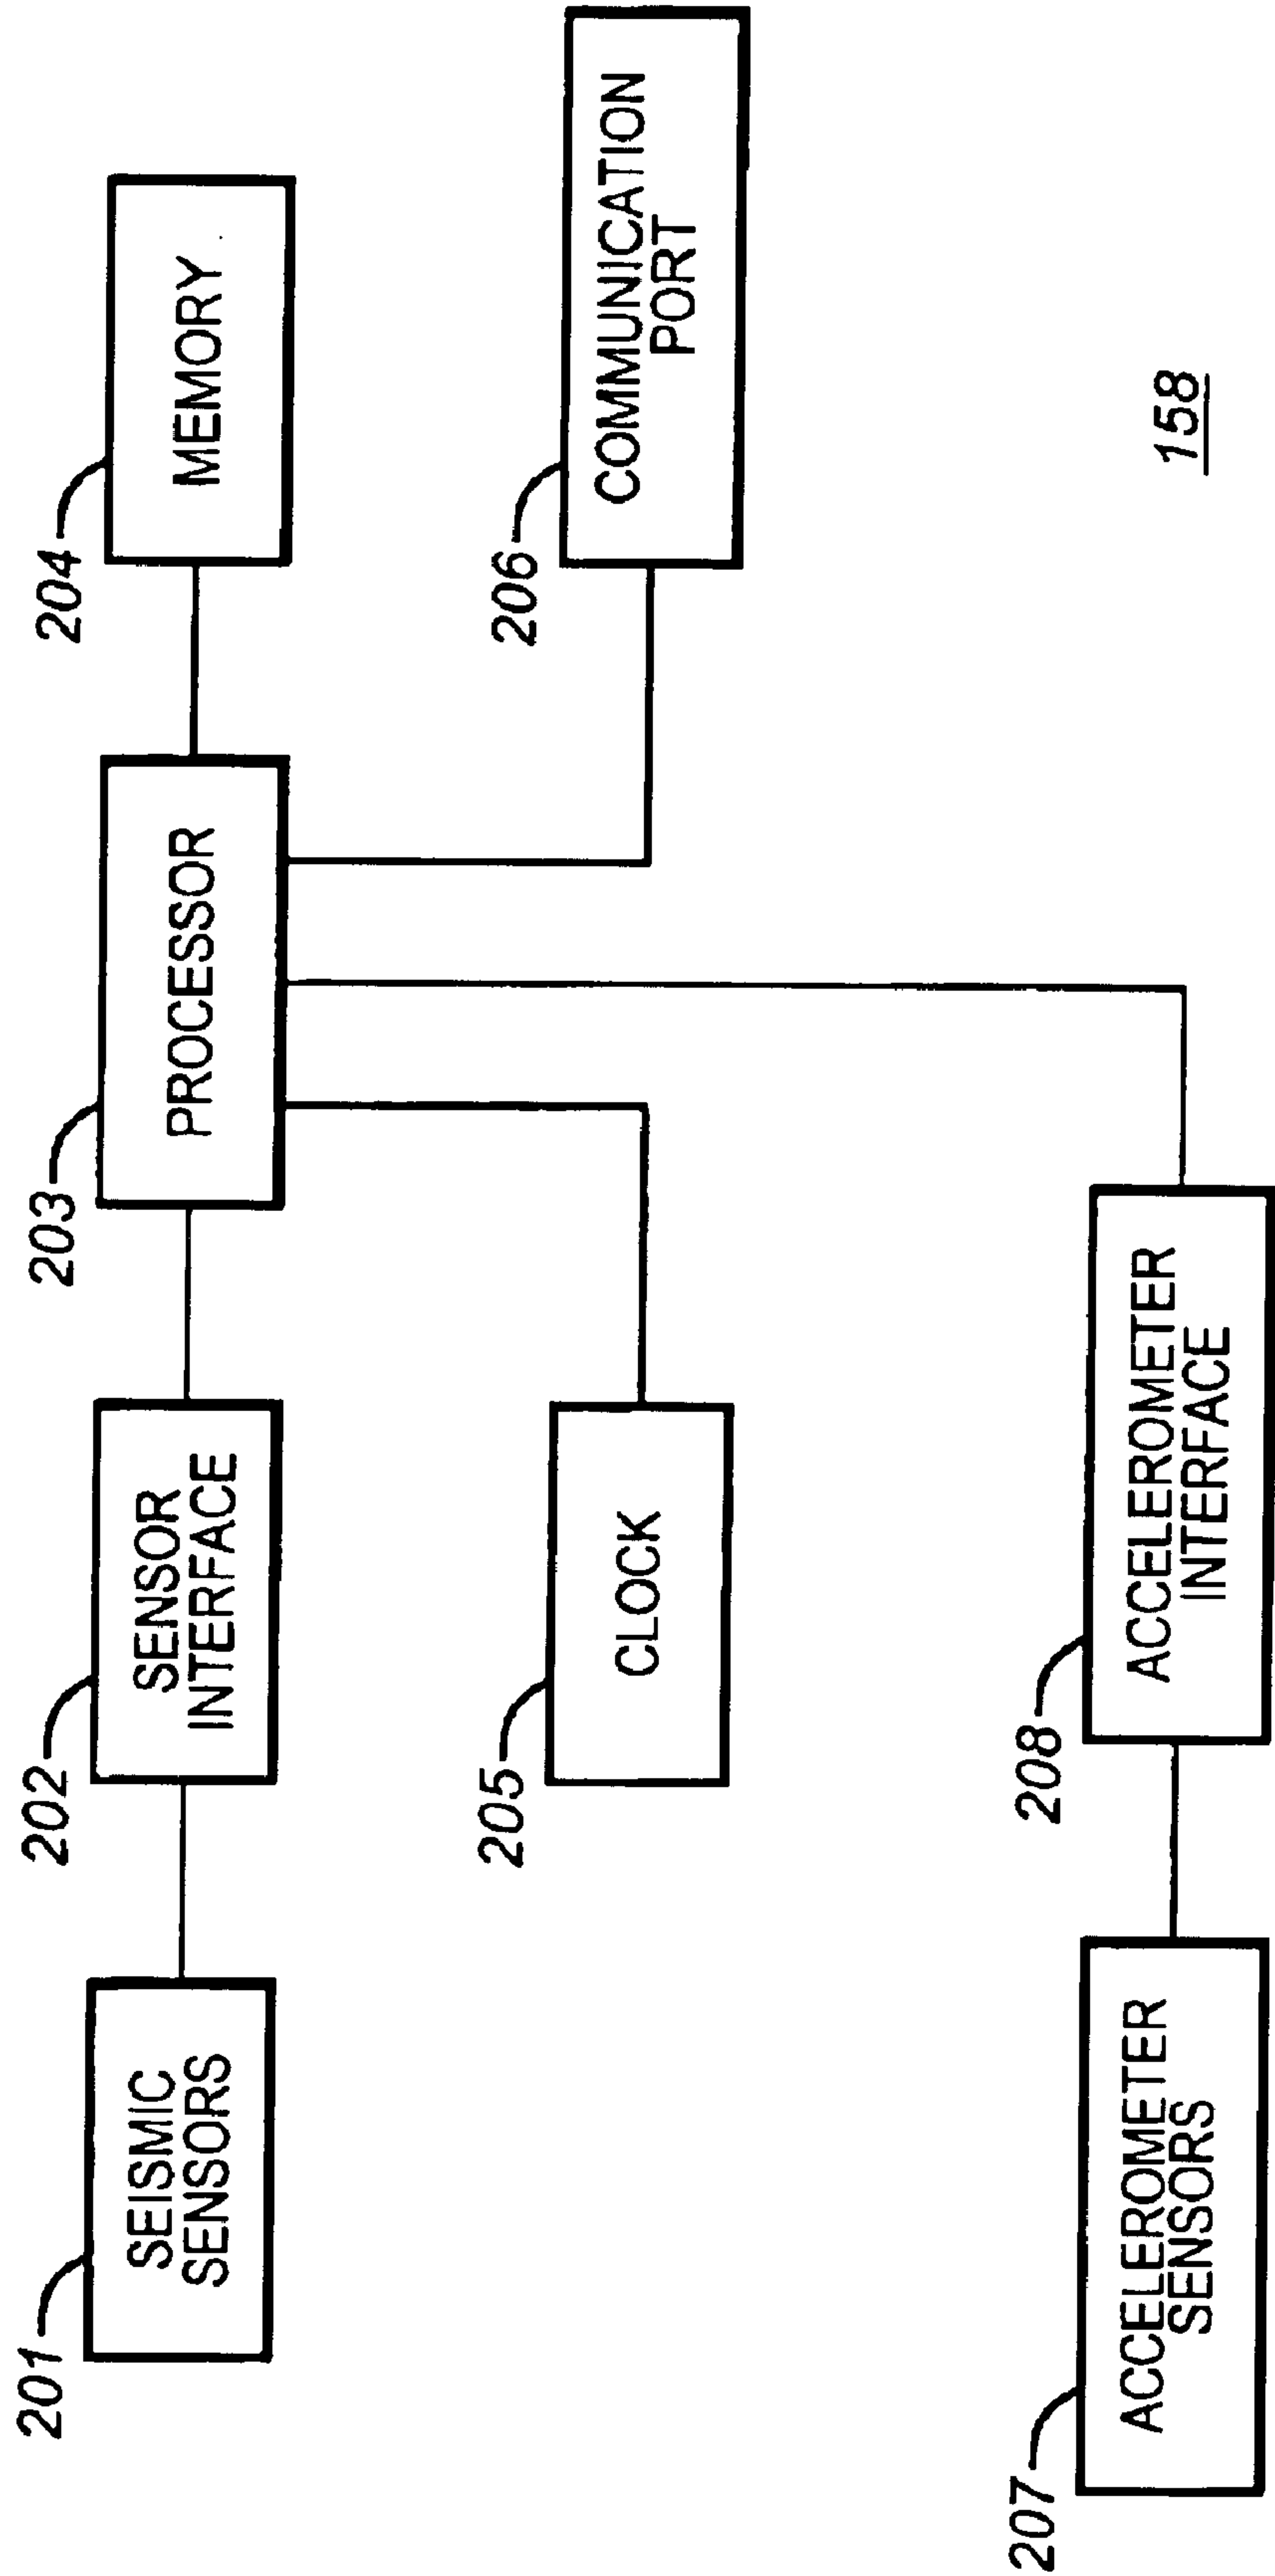 201
SEISMIC
SENSORS
202
SENSOR
INTERFACE
203
PROCESSOR
204
MEMORY
205
CLOCK
206
COMMUNICATION
PORT
207
ACCELEROMETER
SENSORS
208
ACCELEROMETER
INTERFACE
158